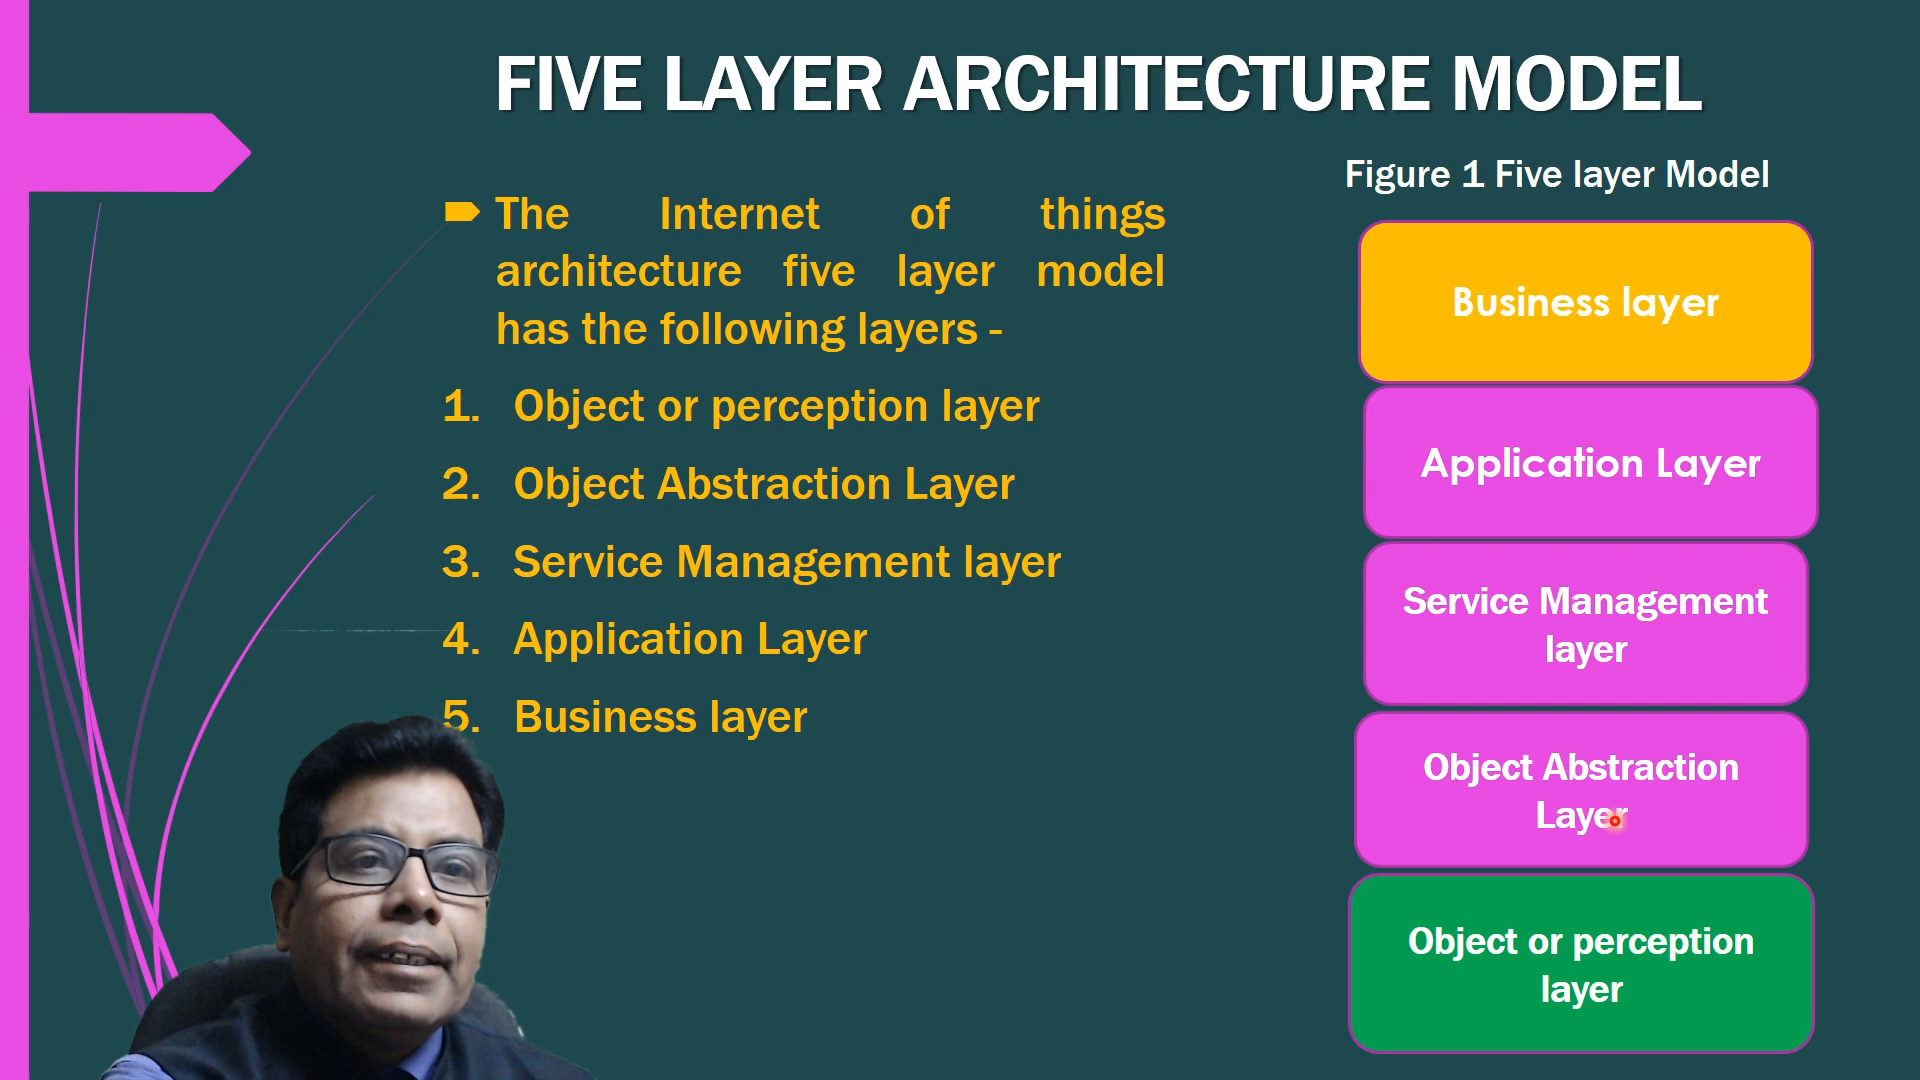 FIVE LAYER ARCHITECTURE MODEL
The Internet of things
architecture five layer model
has the following layers -
1. Object or perception layer
2. Object Abstraction Layer
3. Service Management layer
4. Application Layer
5. Business layer
Figure 1 Five layer Model
Business layer
Application Layer
Service Management
layer
Object Abstraction
Layer
Object or perception
layer